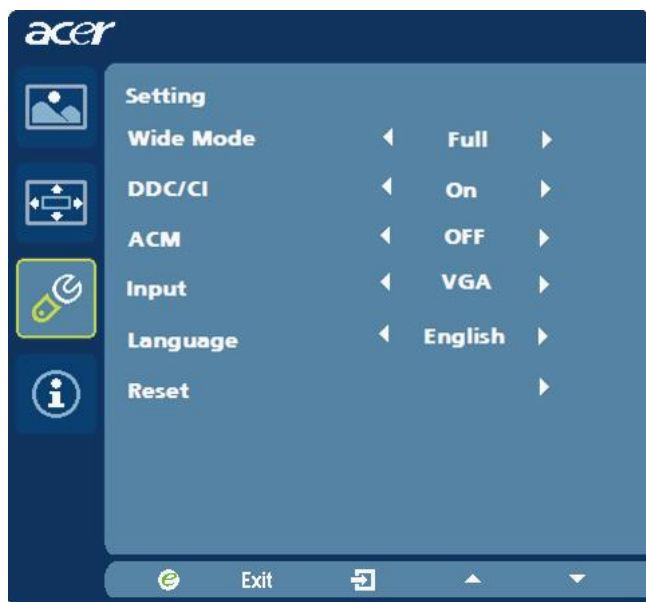 acer
Setting
Wide Mode Full
DDC/CI On
ACM OFF
Input VGA
Language English
Reset
e Exit